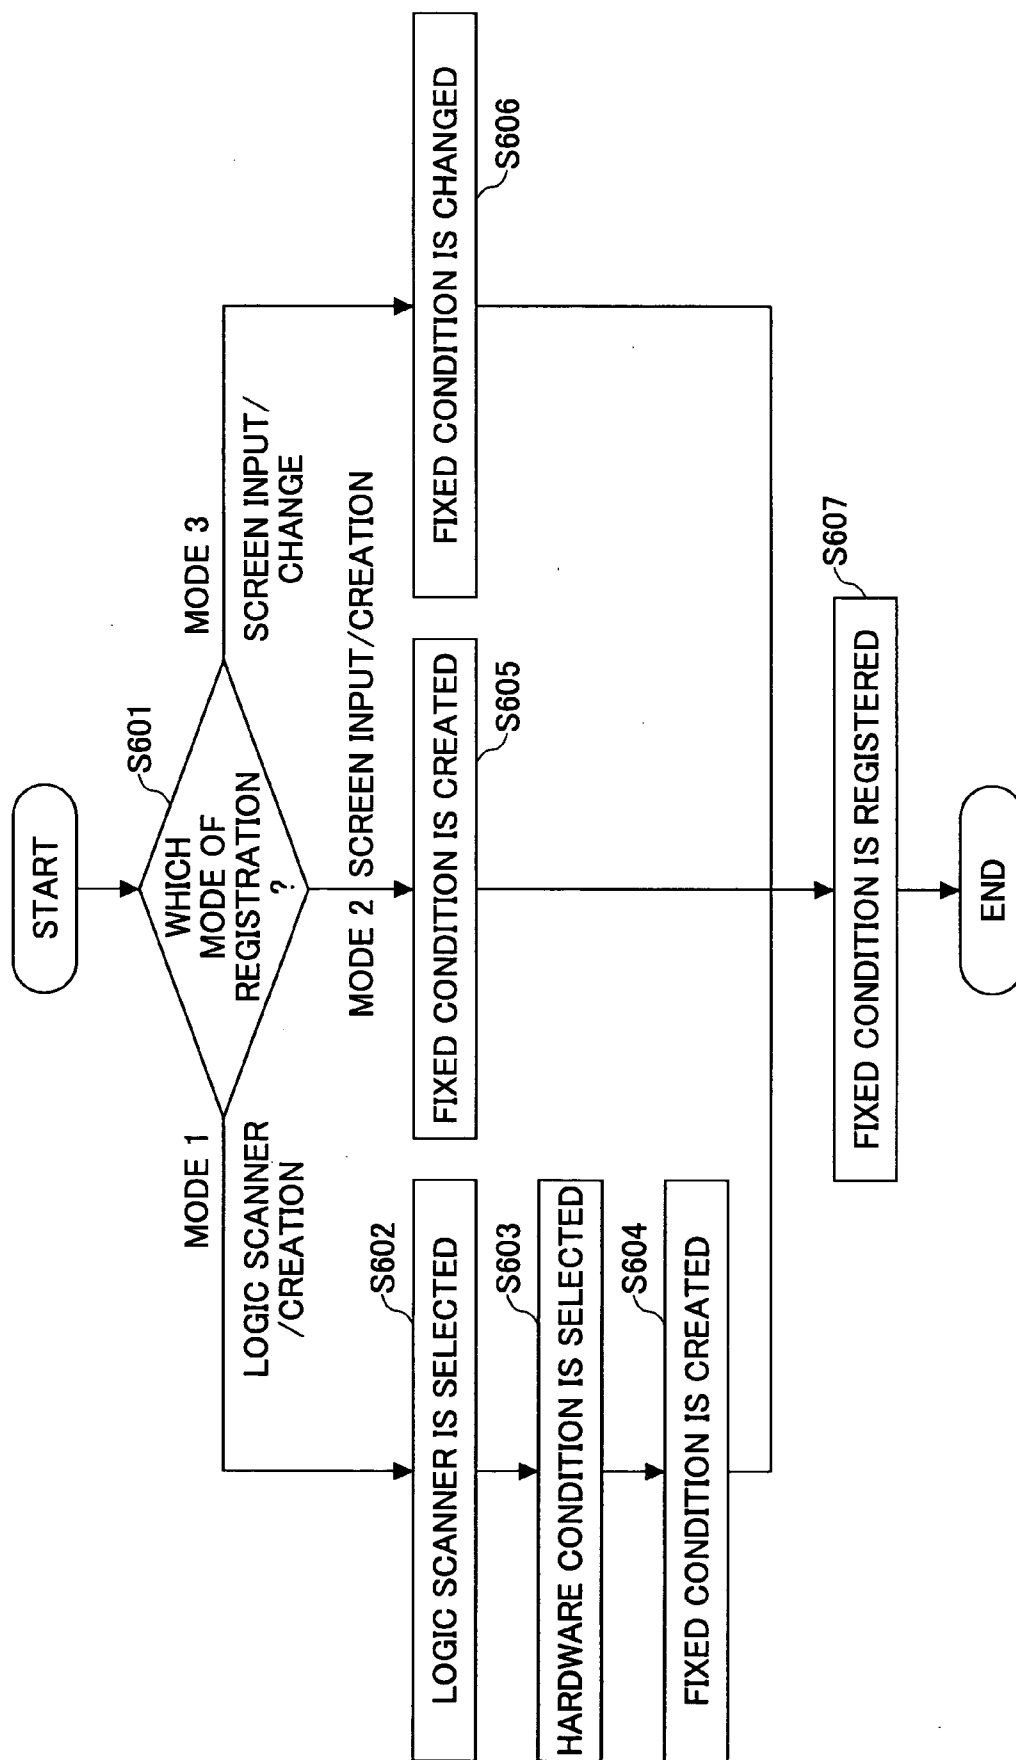 START
S601
WHICH
MODE OF
REGISTRATION
?
MODE 1
LOGIC SCANNER
/CREATION
MODE 2 SCREEN INPUT/CREATION
MODE 3
SCREEN INPUT/
CHANGE
S602
LOGIC SCANNER IS SELECTED
S603
HARDWARE CONDITION IS SELECTED
S604
FIXED CONDITION IS CREATED
FIXED CONDITION IS CREATED
S605
FIXED CONDITION IS CHANGED
S606
S607
FIXED CONDITION IS REGISTERED
END